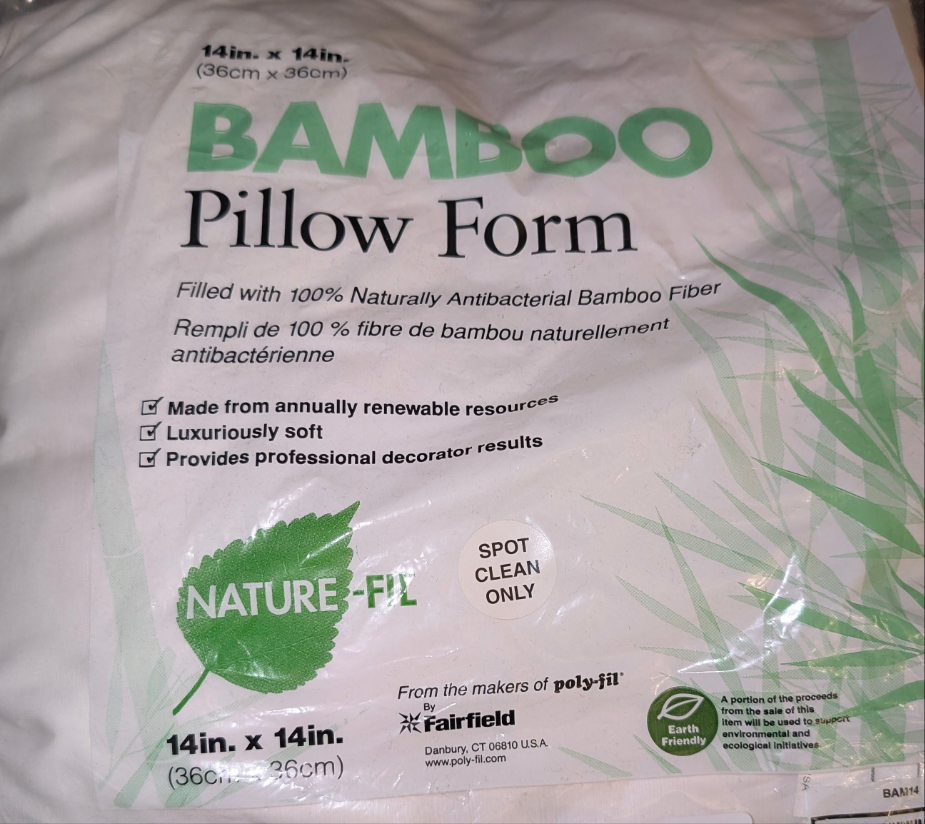 14in. x 14in.
(36cm x 36cm)
BAMBOO
Pillow Form
Filled with 100% Naturally Antibacterial Bamboo Fiber
Rempli de 100 % fibre de bambou naturellement
antibactérienne
Made from annually renewable resources
Luxuriously soft
Provides professional decorator results
NATURE-FIL
SPOT
CLEAN
ONLY
From the makers of poly-fil®
By
Fairfield
Danbury, CT 06810 U.S.A.
www.poly-fil.com
Earth
Friendly
A portion of the proceeds
from the sale of this
item will be used to support
environmental and
ecological initiatives
14in. x 14in.
(36cm x 36cm)
BAM14